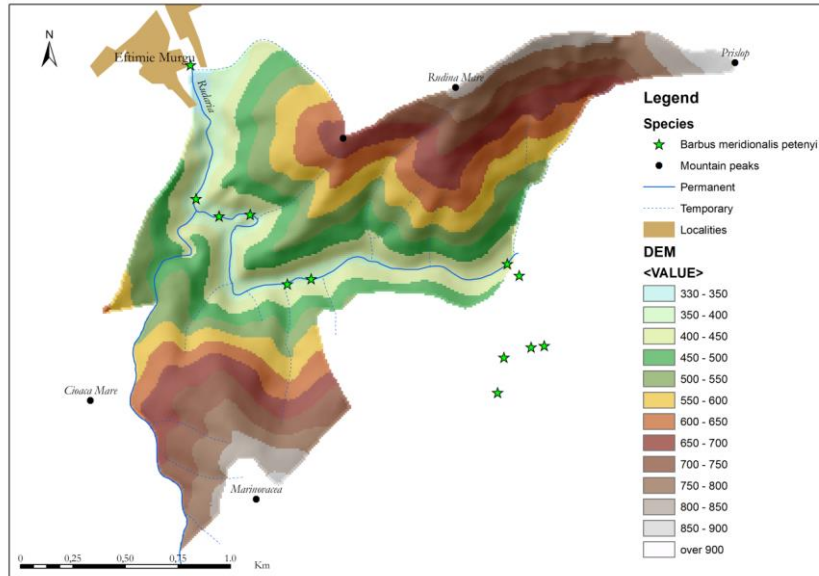 N
Eftimie Murgu
Rudaria
Rudina Mare
Prislop
Cioaca Mare
Marinovacea
0 0,25 0,50 0,75 1.0
Km
Legend
Species
Barbus meridionalis petenyi
Mountain peaks
Permanent
Temporary
Localities
DEM
<VALUE>
330 - 350
350 - 400
400 - 450
450 - 500
500 - 550
550 - 600
600 - 650
650 - 700
700 - 750
750 - 800
800 - 850
850 - 900
over 900